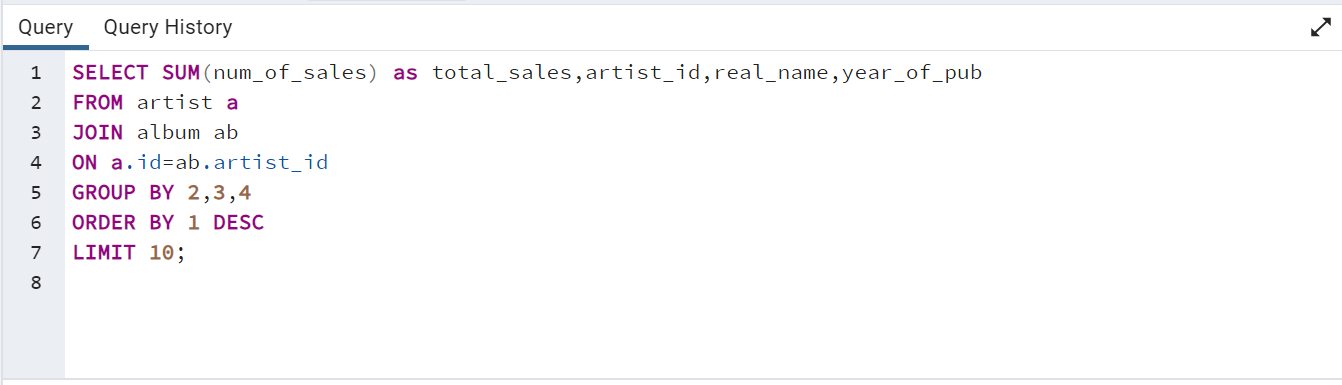 Query Query History
1 SELECT SUM(num_of_sales) as total_sales,artist_id,real_name,year_of_pub
2 FROM artist a
3 JOIN album ab
4 ON a.id=ab.artist_id
5 GROUP BY 2,3,4
6 ORDER BY 1 DESC
7 LIMIT 10;
8